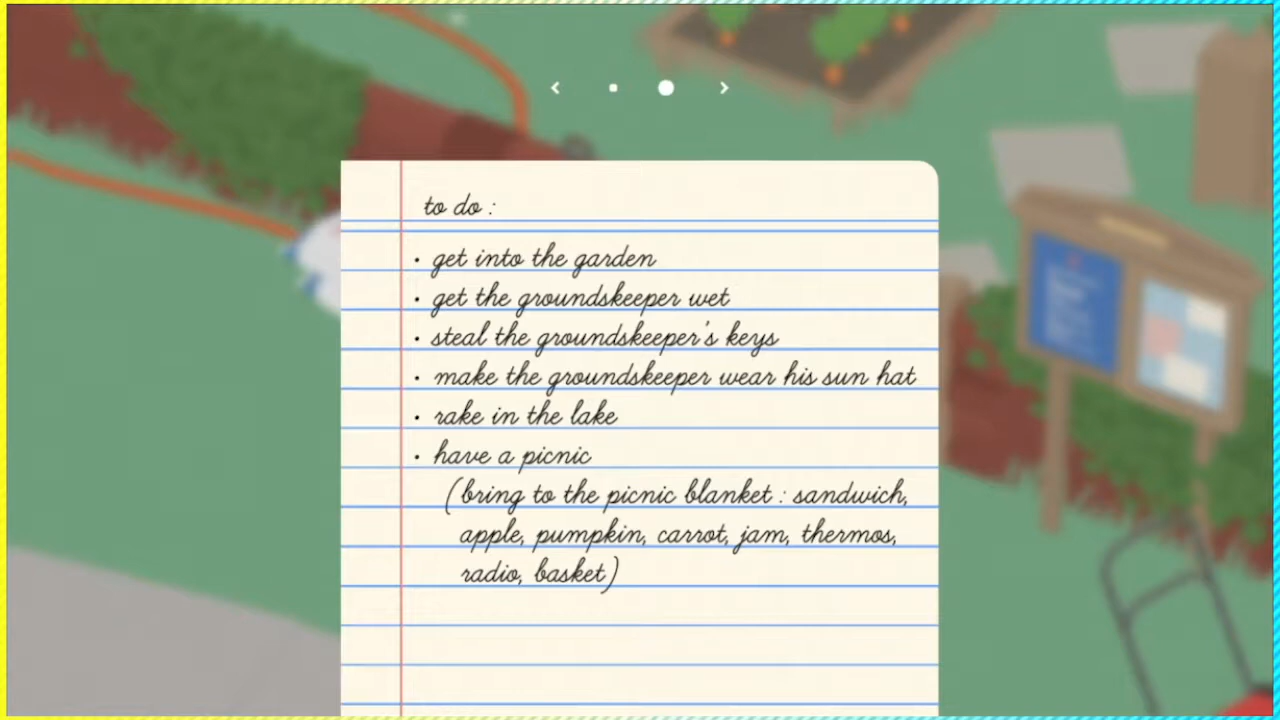 to do :
• get into the garden
• get the groundskeeper wet
• steal the groundskeeper's keys
• make the groundskeeper wear his sun hat
• rake in the lake
• have a picnic
(bring to the picnic blanket : sandwich,
apple, pumpkin, carrot, jam, thermos,
radio, basket)